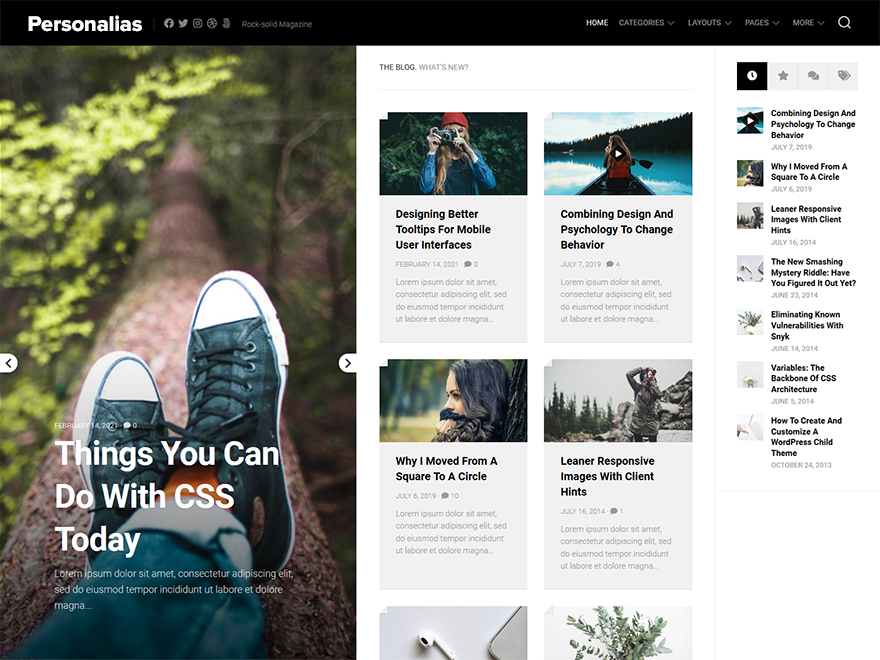 Personalias
Rock-solid Magazine
HOME
CATEGORIES
LAYOUTS
PAGES
MORE
FEBRUARY 14, 2021 · 0
Things You Can
Do With CSS
Today
Lorem ipsum dolor sit amet, consectetur adipiscing elit,
sed do eiusmod tempor incididunt ut labore et dolore
magna...
THE BLOG. WHAT'S NEW?
Designing Better
Tooltips For Mobile
User Interfaces
FEBRUARY 14, 2021 · 0
Lorem ipsum dolor sit amet,
consectetur adipiscing elit, sed
do eiusmod tempor incididunt
ut labore et dolore magna...
Combining Design And
Psychology To Change
Behavior
JULY 7, 2019 · 4
Lorem ipsum dolor sit amet,
consectetur adipiscing elit, sed
do eiusmod tempor incididunt
ut labore et dolore magna...
Why I Moved From A
Square To A Circle
JULY 6, 2019 · 10
Lorem ipsum dolor sit amet,
consectetur adipiscing elit, sed
do eiusmod tempor incididunt
ut labore et dolore magna...
Leaner Responsive
Images With Client
Hints
JULY 16, 2014 · 1
Lorem ipsum dolor sit amet,
consectetur adipiscing elit, sed
do eiusmod tempor incididunt
ut labore et dolore magna...
Combining Design And
Psychology To Change
Behavior
JULY 7, 2019
Why I Moved From A
Square To A Circle
JULY 6, 2019
Leaner Responsive
Images With Client
Hints
JULY 16, 2014
The New Smashing
Mystery Riddle: Have
You Figured It Out Yet?
JUNE 23, 2014
Eliminating Known
Vulnerabilities With
Snyk
JUNE 14, 2014
Variables: The
Backbone Of CSS
Architecture
JUNE 5, 2014
How To Create And
Customize A
WordPress Child
Theme
OCTOBER 24, 2013